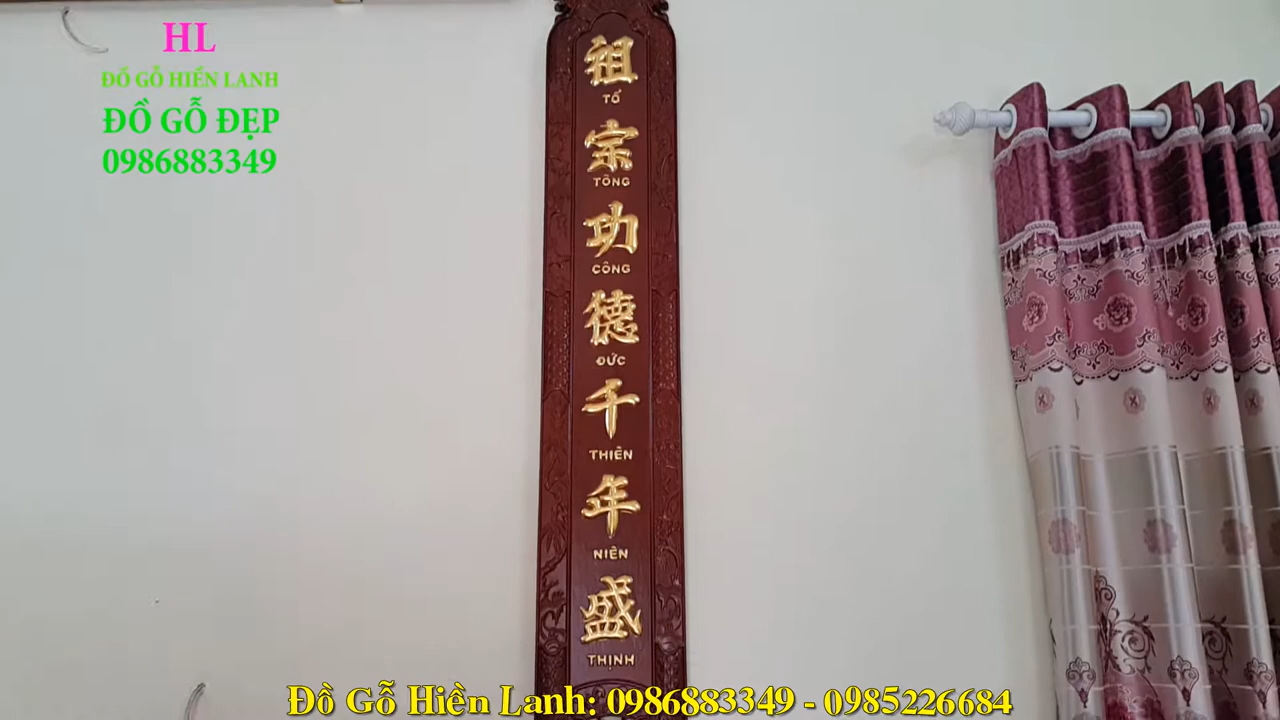 HL
ĐỒ GỖ HIỀN LANH
ĐỒ GỖ ĐẸP
0986883349
祖
TỔ
宗
TÔNG
功
CÔNG
德
ĐỨC
千
THIÊN
年
NIÊN
盛
THỊNH
Đồ Gỗ Hiền Lanh: 0986883349 - 0985226684